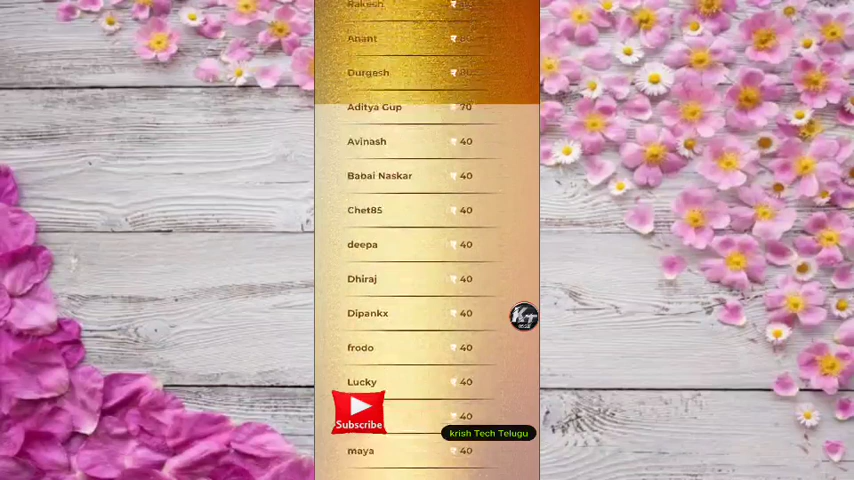 Rakesh
Anant
Durgesh
Aditya Gup ₹70
Avinash ₹40
Babai Naskar ₹40
Chet85 ₹40
deepa ₹40
Dhiraj ₹40
Dipankx ₹40
frodo ₹40
Lucky ₹40
Subscribe ₹40
krish Tech Telugu
maya ₹40